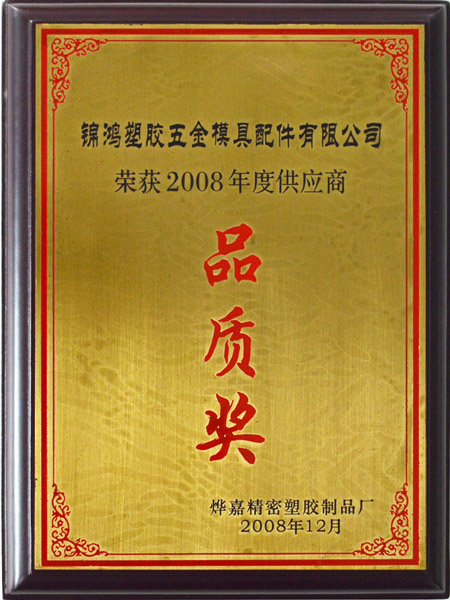 锦鸿塑胶五金模具配件有限公司
荣获2008年度供应商
品
质
奖
烨嘉精密塑胶制品厂
2008年12月